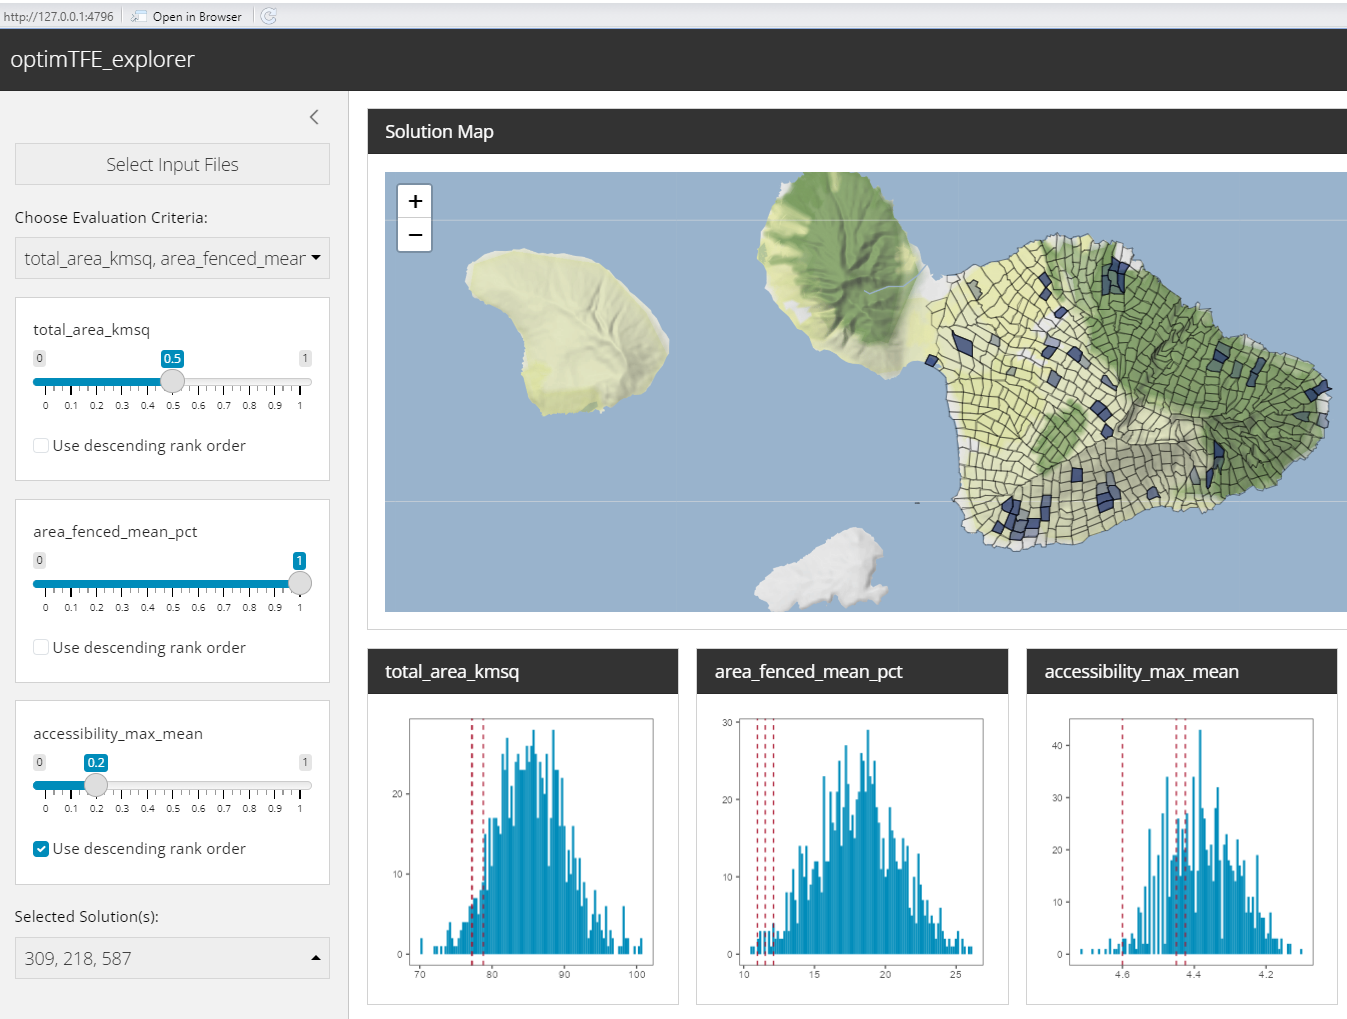 http://127.0.0.1:4796 Open in Browser
optimTFE_explorer
Select Input Files
Choose Evaluation Criteria:
total_area_kmsq, area_fenced_mear
total_area_kmsq
0 0.5 1
0 0.1 0.2 0.3 0.4 0.5 0.6 0.7 0.8 0.9 1
Use descending rank order
area_fenced_mean_pct
0 1
0 0.1 0.2 0.3 0.4 0.5 0.6 0.7 0.8 0.9 1
Use descending rank order
accessibility_max_mean
0 0.2 1
0 0.1 0.2 0.3 0.4 0.5 0.6 0.7 0.8 0.9 1
Use descending rank order
Selected Solution(s):
309, 218, 587
Solution Map
+
−
total_area_kmsq
20
10
0
70 80 90 100
area_fenced_mean_pct
30
20
10
0
10 15 20 25
accessibility_max_mean
40
30
20
10
0
4.6 4.4 4.2